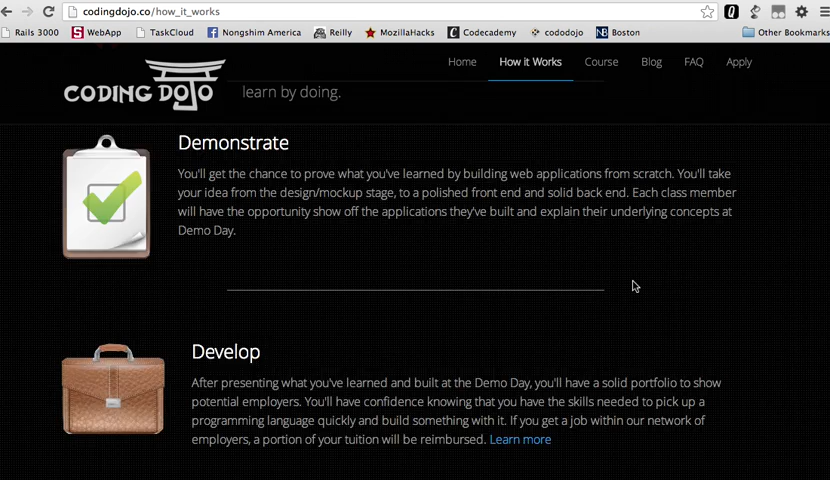 codingdojo.co/how_it_works
Rails 3000 WebApp TaskCloud Nongshim America Reilly MozillaHacks Codecademy cododojo Boston Other Bookmarks
CODING DOJO
Home How it Works Course Blog FAQ Apply
learn by doing.
Demonstrate
You'll get the chance to prove what you've learned by building web applications from scratch. You'll take
your idea from the design/mockup stage, to a polished front end and solid back end. Each class member
will have the opportunity show off the applications they've built and explain their underlying concepts at
Demo Day.
Develop
After presenting what you've learned and built at the Demo Day, you'll have a solid portfolio to show
potential employers. You'll have confidence knowing that you have the skills needed to pick up a
programming language quickly and build something with it. If you get a job within our network of
employers, a portion of your tuition will be reimbursed. Learn more